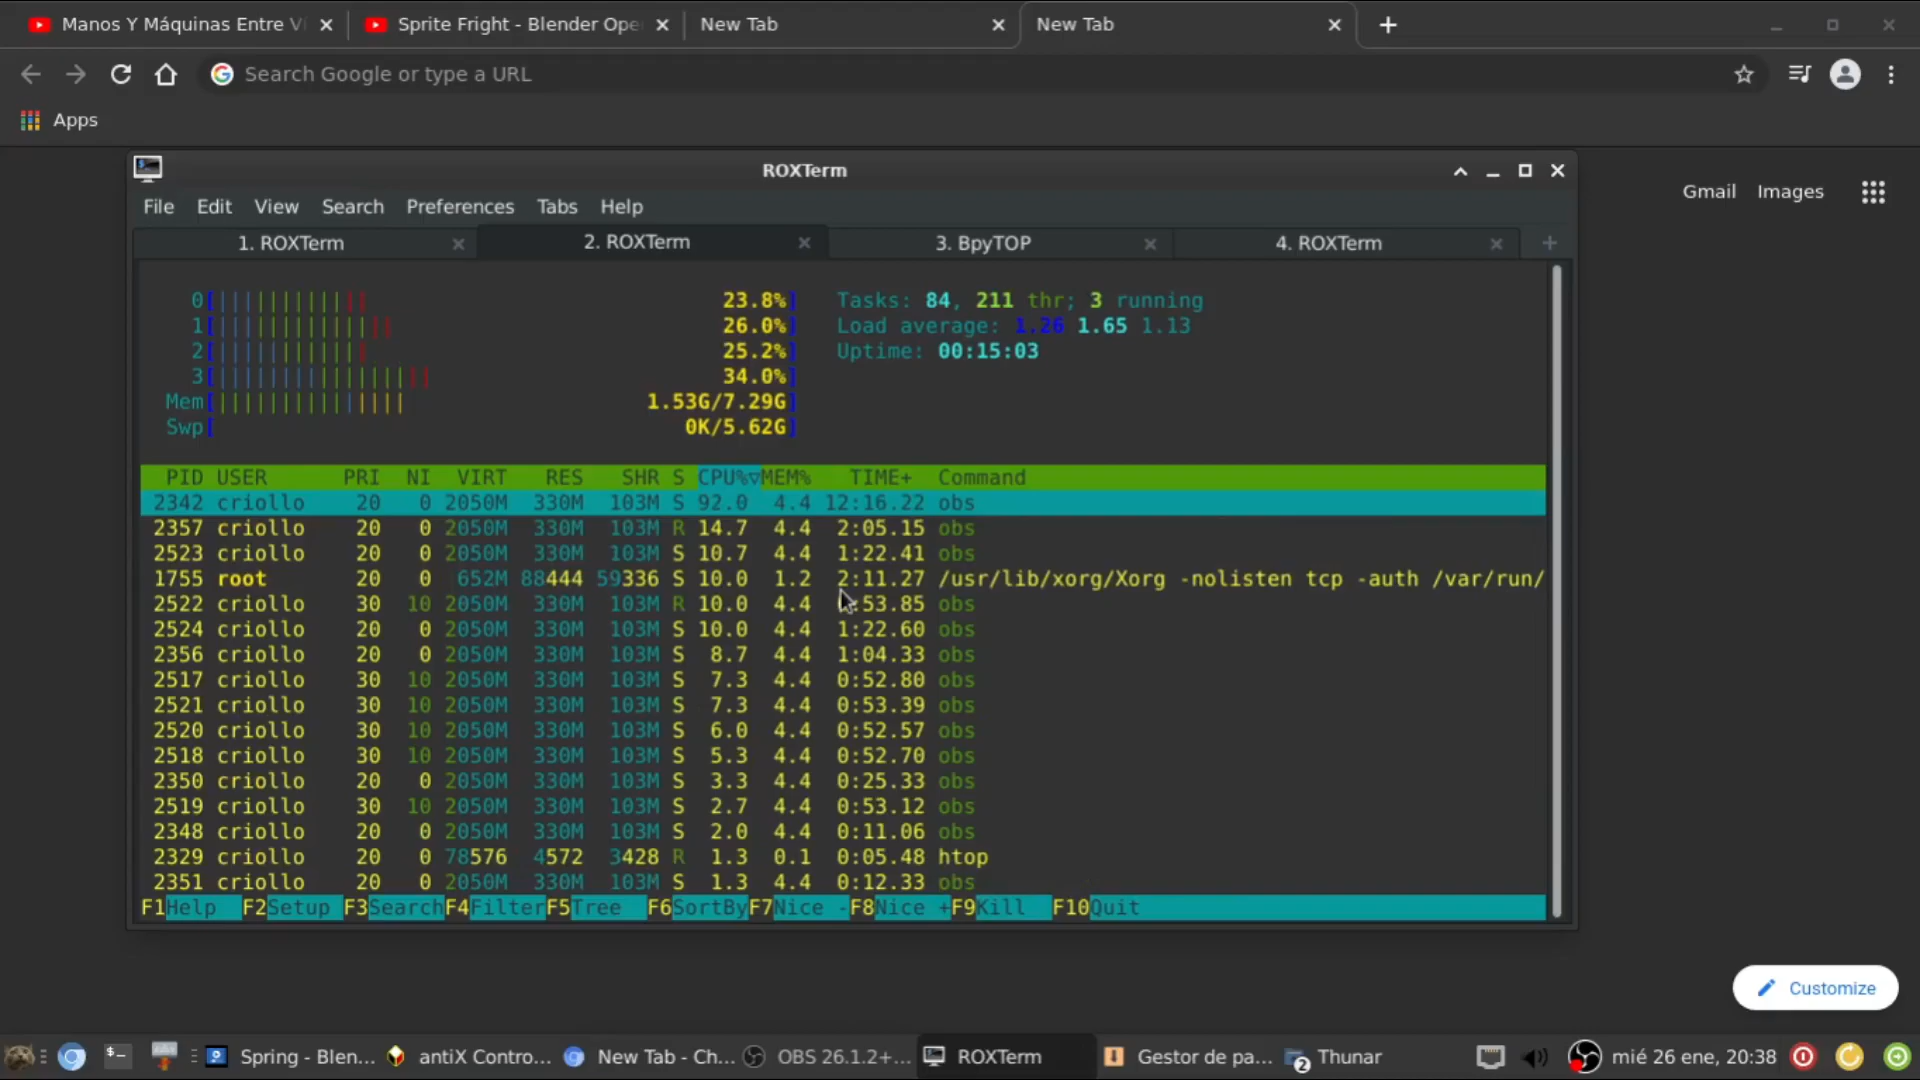 Manos Y Máquinas Entre Ví
Sprite Fright - Blender Ope
New Tab
New Tab
Search Google or type a URL
Apps
ROXTerm
Gmail Images
File Edit View Search Preferences Tabs Help
1. ROXTerm 2. ROXTerm 3. BpyTOP 4. ROXTerm
0[ 23.8%] Tasks: 84, 211 thr; 3 running
1[ 26.0%] Load average: 1.26 1.65 1.13
2[ 25.2%] Uptime: 00:15:03
3[ 34.0%]
Mem[ 1.53G/7.29G]
Swp[ 0K/5.62G]
PID USER PRI NI VIRT RES SHR S CPU%▽MEM% TIME+ Command
2342 criollo 20 0 2050M 330M 103M S 92.0 4.4 12:16.22 obs
2357 criollo 20 0 2050M 330M 103M R 14.7 4.4 2:05.15 obs
2523 criollo 20 0 2050M 330M 103M S 10.7 4.4 1:22.41 obs
1755 root 20 0 652M 88444 59336 S 10.0 1.2 2:11.27 /usr/lib/xorg/Xorg -nolisten tcp -auth /var/run/
2522 criollo 30 10 2050M 330M 103M R 10.0 4.4 :53.85 obs
2524 criollo 20 0 2050M 330M 103M S 10.0 4.4 1:22.60 obs
2356 criollo 20 0 2050M 330M 103M S 8.7 4.4 1:04.33 obs
2517 criollo 30 10 2050M 330M 103M S 7.3 4.4 0:52.80 obs
2521 criollo 30 10 2050M 330M 103M S 7.3 4.4 0:53.39 obs
2520 criollo 30 10 2050M 330M 103M S 6.0 4.4 0:52.57 obs
2518 criollo 30 10 2050M 330M 103M S 5.3 4.4 0:52.70 obs
2350 criollo 20 0 2050M 330M 103M S 3.3 4.4 0:25.33 obs
2519 criollo 30 10 2050M 330M 103M S 2.7 4.4 0:53.12 obs
2348 criollo 20 0 2050M 330M 103M S 2.0 4.4 0:11.06 obs
2329 criollo 20 0 78576 4572 3428 R 1.3 0.1 0:05.48 htop
2351 criollo 20 0 2050M 330M 103M S 1.3 4.4 0:12.33 obs
F1Help F2Setup F3SearchF4FilterF5Tree F6SortByF7Nice -F8Nice +F9Kill F10Quit
Customize
Spring - Blen... antiX Contro... New Tab - Ch... OBS 26.1.2+... ROXTerm Gestor de pa... 2 Thunar mié 26 ene, 20:38